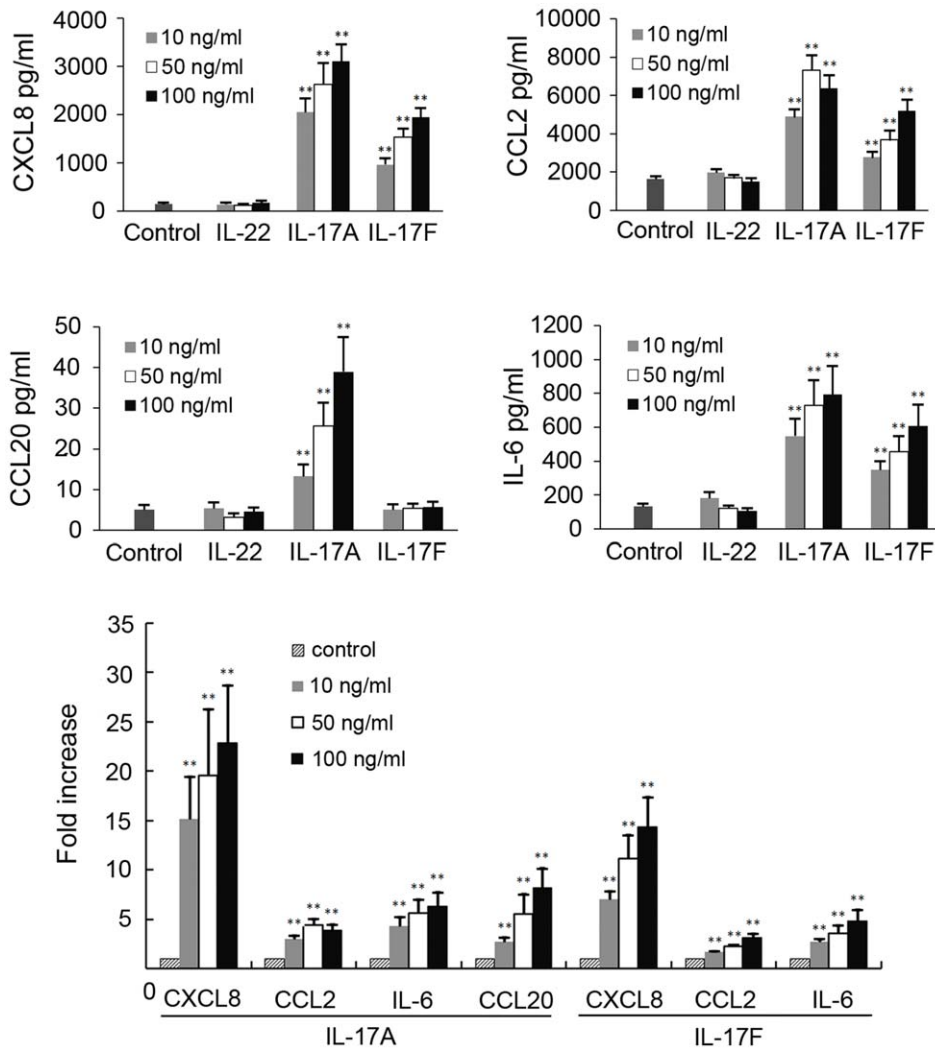 CXCL8 pg/ml
4000
3000
2000
1000
0
10 ng/ml
50 ng/ml
100 ng/ml
** ** ** ** ** **
Control IL-22 IL-17A IL-17F
CCL2 pg/ml
10000
8000
6000
4000
2000
0
10 ng/ml
50 ng/ml
100 ng/ml
** ** ** ** ** **
Control IL-22 IL-17A IL-17F
CCL20 pg/ml
50
40
30
20
10
0
10 ng/ml
50 ng/ml
100 ng/ml
** ** **
Control IL-22 IL-17A IL-17F
IL-6 pg/ml
1200
1000
800
600
400
200
0
10 ng/ml
50 ng/ml
100 ng/ml
** ** ** ** ** **
Control IL-22 IL-17A IL-17F
Fold increase
35
30
25
20
15
10
5
0
control
10 ng/ml
50 ng/ml
100 ng/ml
** ** ** ** ** ** ** ** ** ** ** ** ** ** ** ** ** ** ** ** **
CXCL8 CCL2 IL-6 CCL20 CXCL8 CCL2 IL-6
IL-17A IL-17F